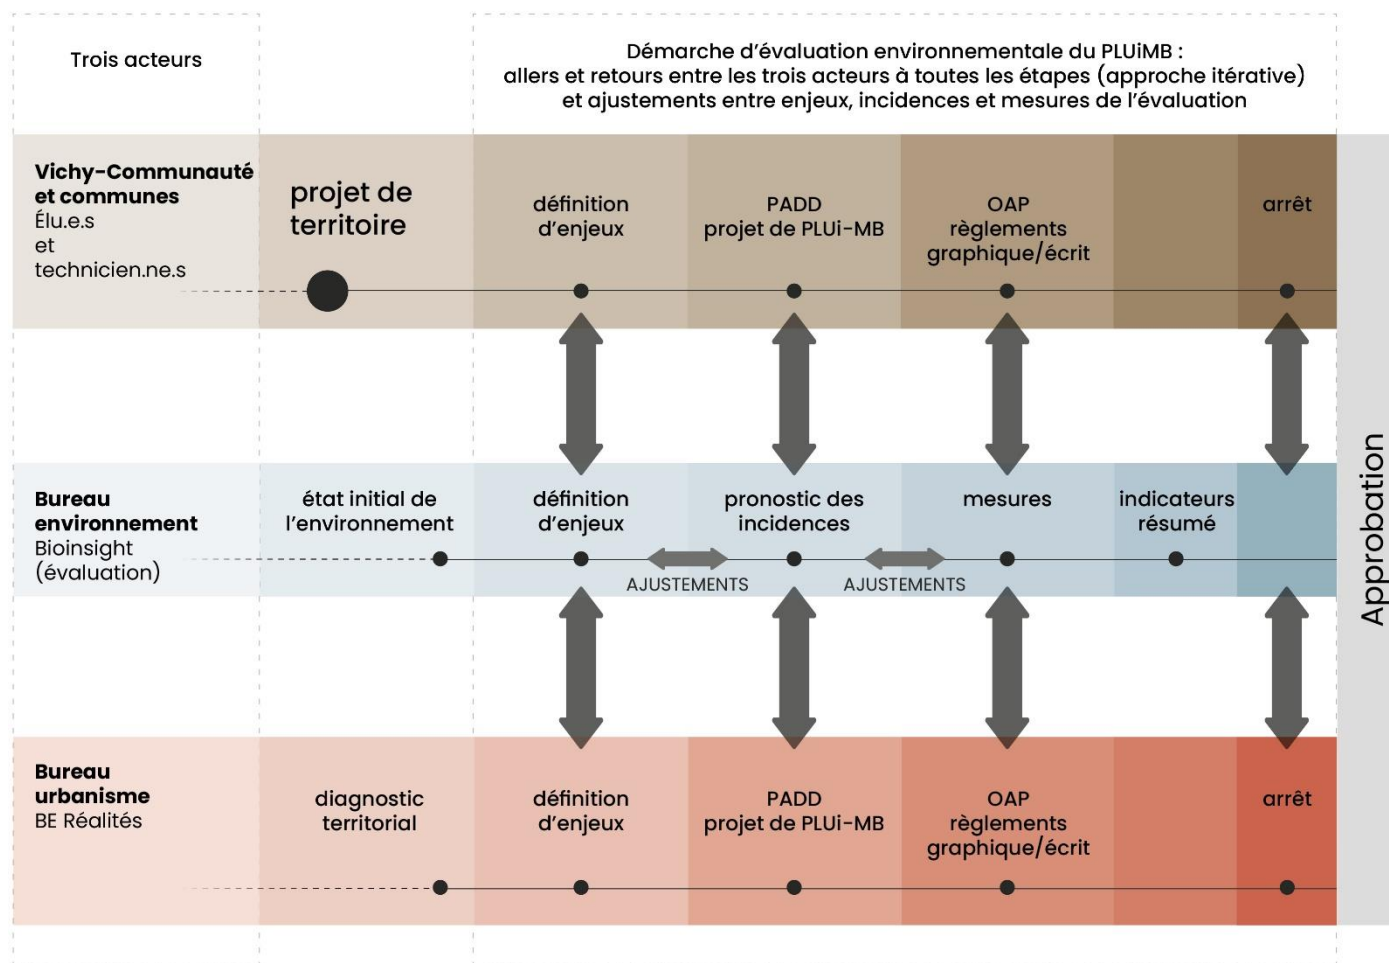 Trois acteurs
Démarche d'évaluation environnementale du PLUiMB :
allers et retours entre les trois acteurs à toutes les étapes (approche itérative)
et ajustements entre enjeux, incidences et mesures de l'évaluation
Vichy-Communauté
et communes
Élu.e.s
et
technicien.ne.s
projet de
territoire
définition
d'enjeux
PADD
projet de PLUi-MB
OAP
règlements
graphique/écrit
arrêt
Bureau
environnement
Bioinsight
(évaluation)
état initial de
l'environnement
définition
d'enjeux
pronostic des
incidences
mesures
indicateurs
résumé
AJUSTEMENTS
AJUSTEMENTS
Approbation
Bureau
urbanisme
BE Réalités
diagnostic
territorial
définition
d'enjeux
PADD
projet de PLUi-MB
OAP
règlements
graphique/écrit
arrêt